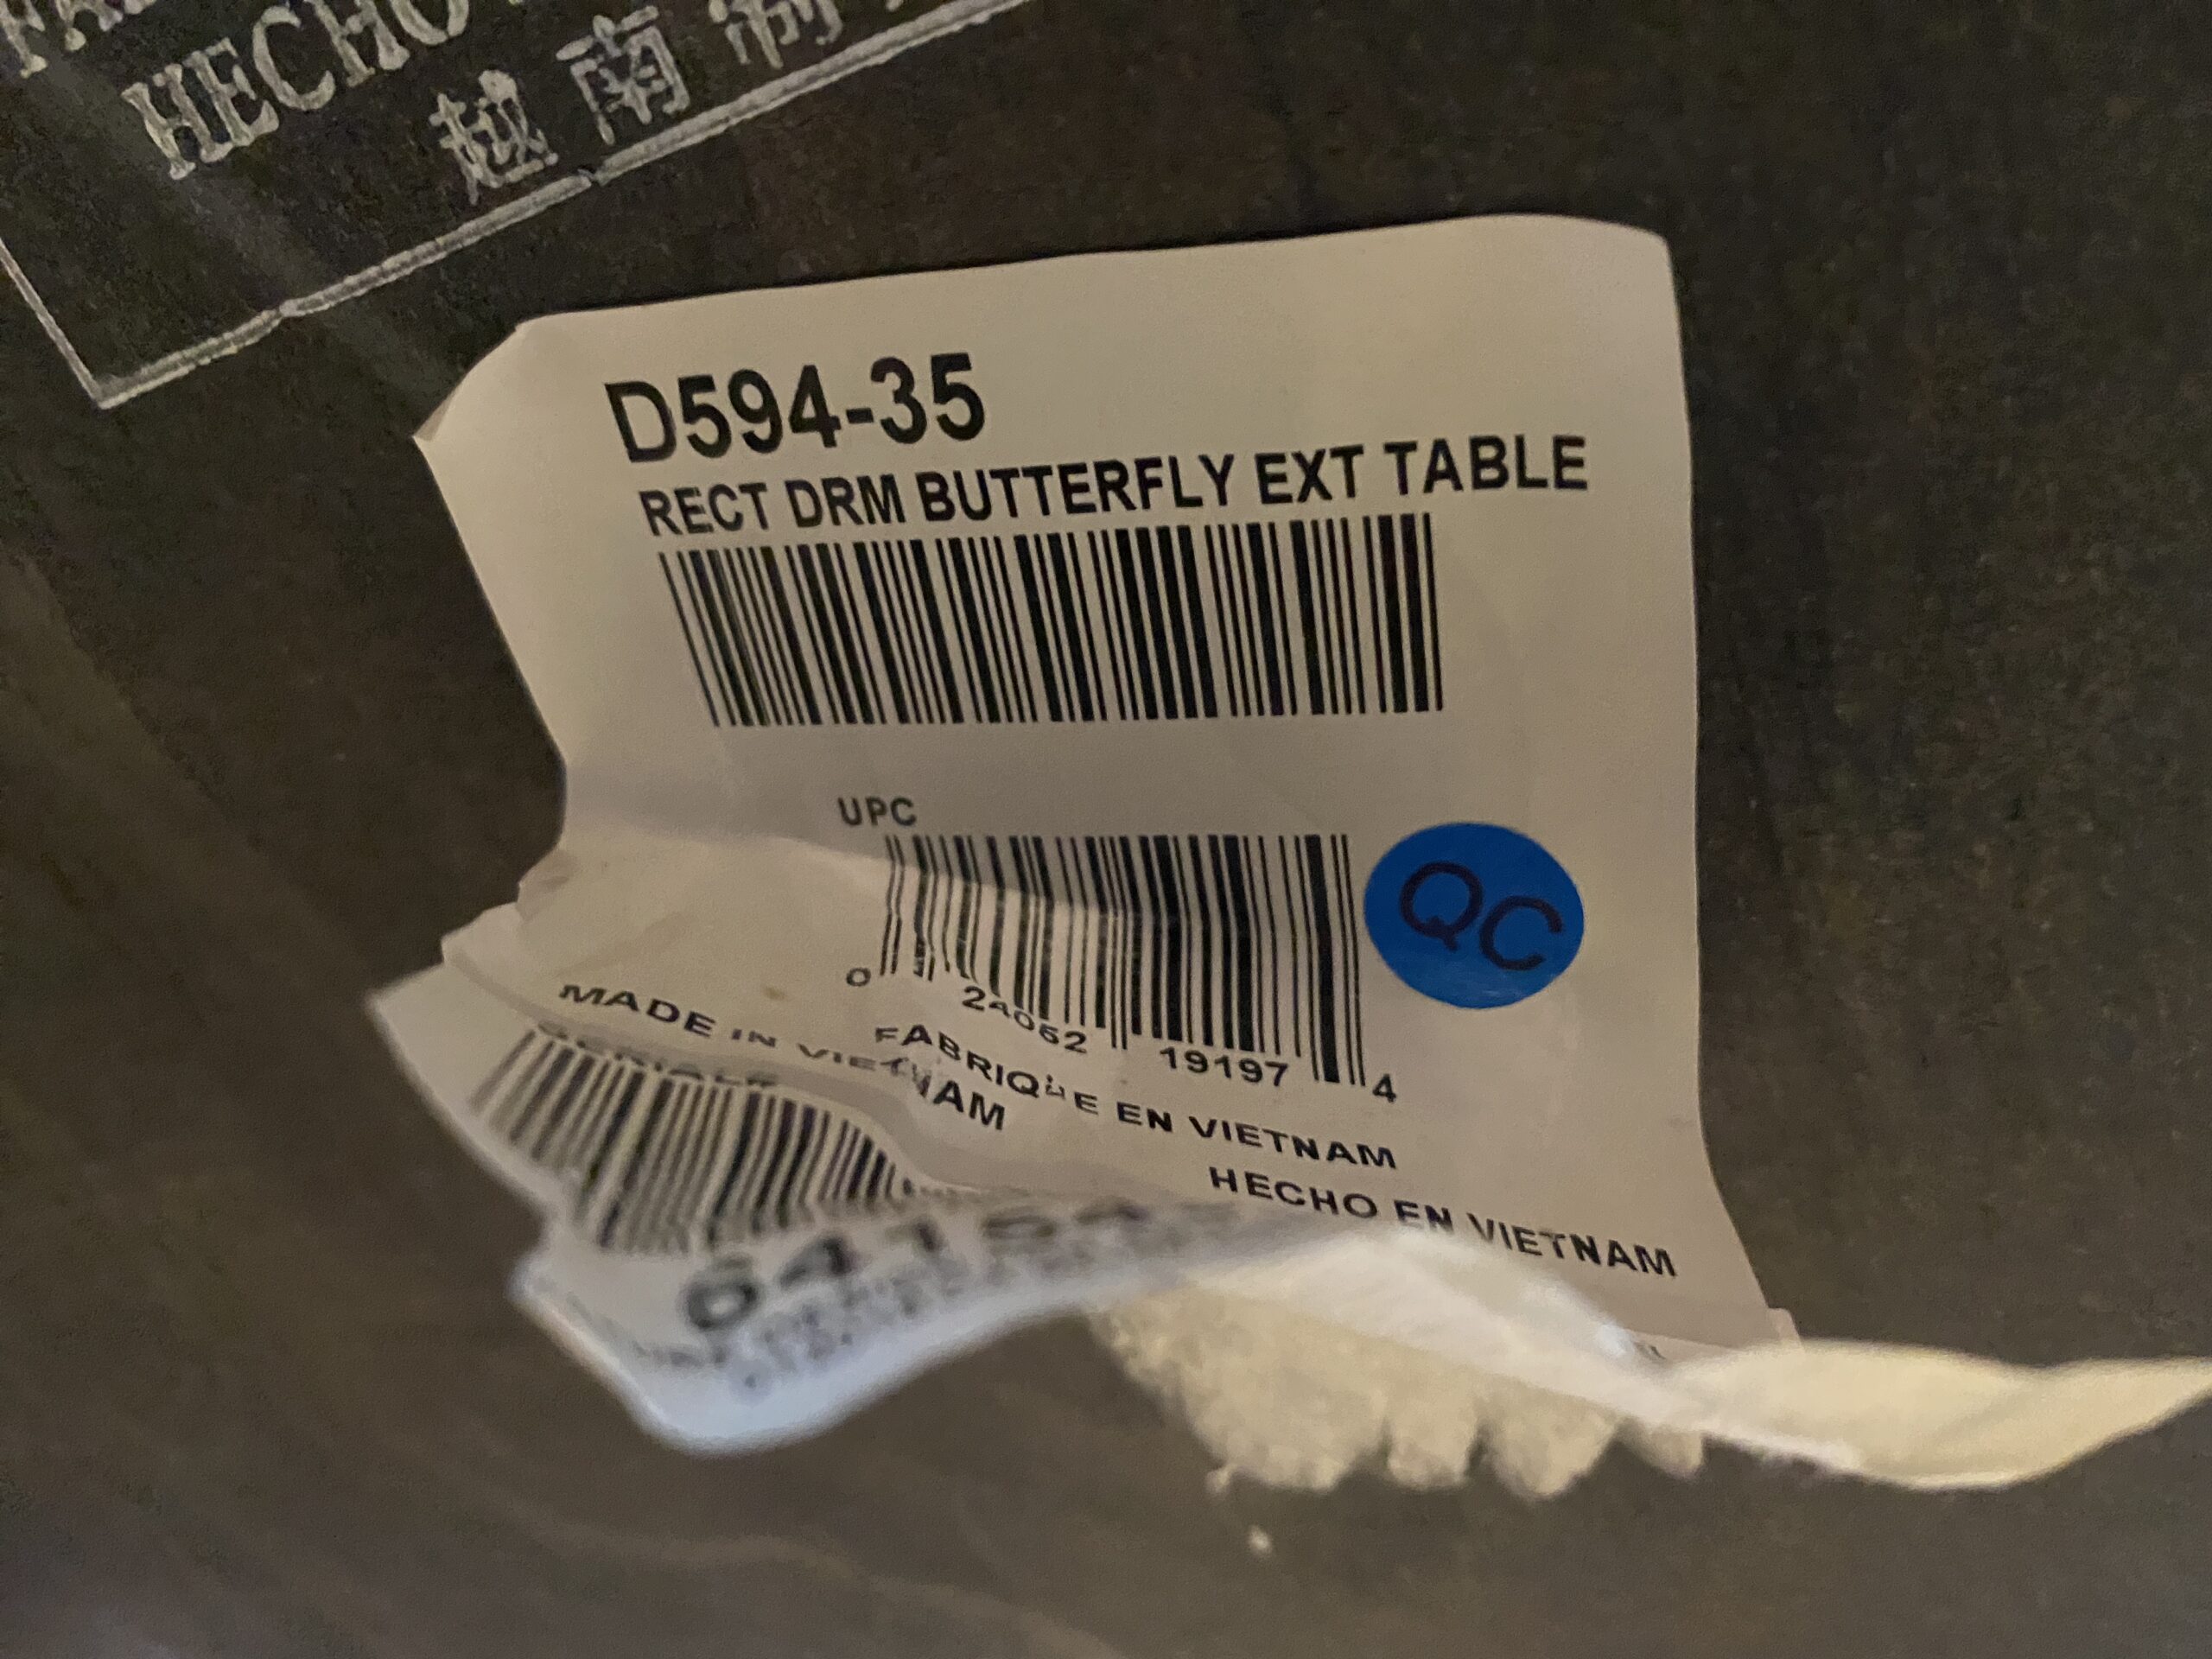 HECHO
越南制
D594-35
RECT DRM BUTTERFLY EXT TABLE
UPC
0 24052 19197 4
MADE IN VIETNAM
FABRIQUÉ EN VIETNAM
HECHO EN VIETNAM
QC